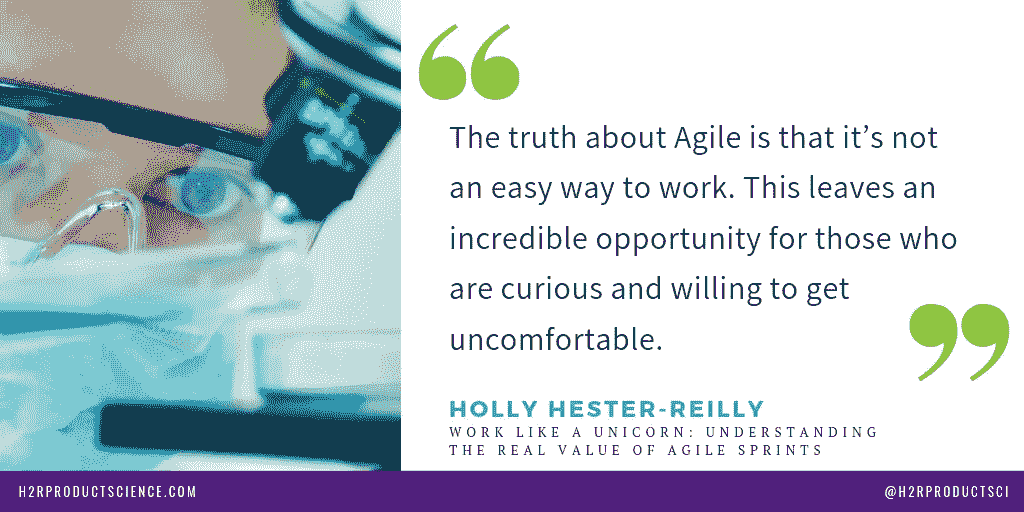 “
The truth about Agile is that it’s not
an easy way to work. This leaves an
incredible opportunity for those who
are curious and willing to get
uncomfortable.
”
HOLLY HESTER-REILLY
WORK LIKE A UNICORN: UNDERSTANDING
THE REAL VALUE OF AGILE SPRINTS
H2RPRODUCTSCIENCE.COM
@H2RPRODUCTSCI